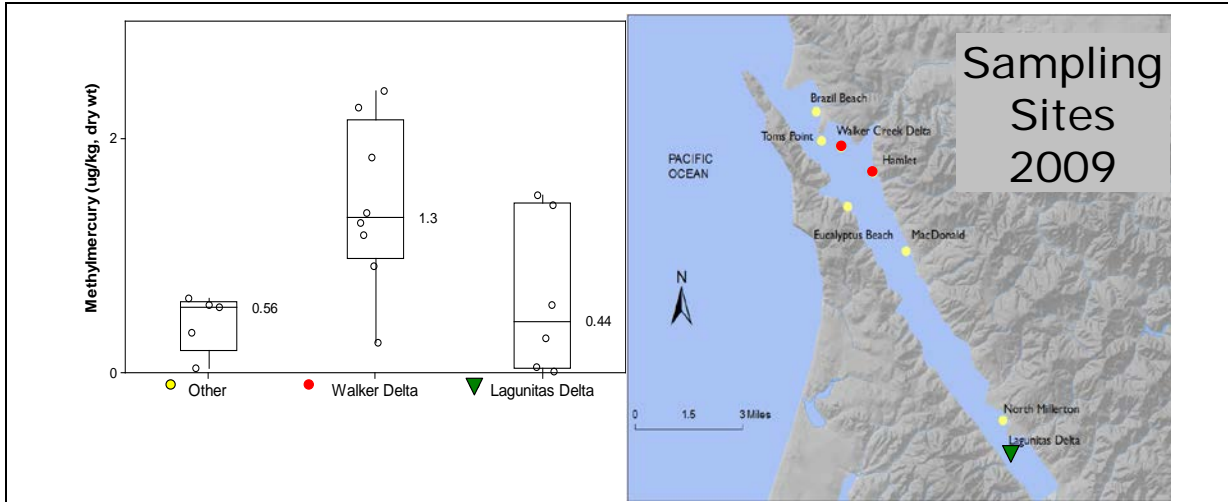 Methylmercury (ug/kg, dry wt)
2
0
0.56
1.3
0.44
Other
Walker Delta
Lagunitas Delta
Sampling
Sites
2009
Brazil Beach
Toms Point
Walker Creek Delta
Hamlet
PACIFIC
OCEAN
Eucalyptus Beach
MacDonald
N
0 1.5 3 Miles
North Millerton
Lagunitas Delta